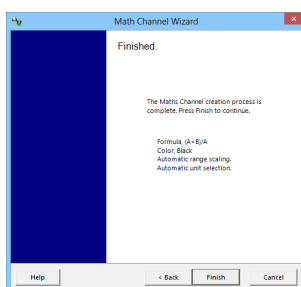 Math Channel Wizard
Finished.
The Maths Channel creation process is
complete. Press Finish to continue.
Formula, (A+B)/A
Color, Black
Automatic range scaling.
Automatic unit selection.
Help
< Back
Finish
Cancel